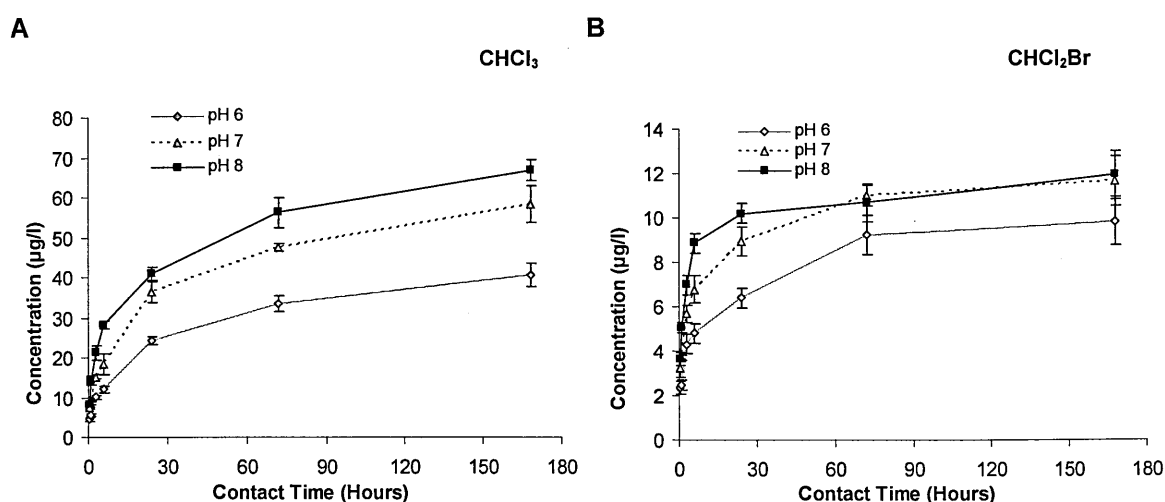 A
CHCl₃
pH 6
pH 7
pH 8
80
70
60
50
40
30
20
10
0
Concentration (µg/l)
0 30 60 90 120 150 180
Contact Time (Hours)
B
CHCl₂Br
pH 6
pH 7
pH 8
14
12
10
8
6
4
2
0
Concentration (µg/l)
0 30 60 90 120 150 180
Contact Time (Hours)